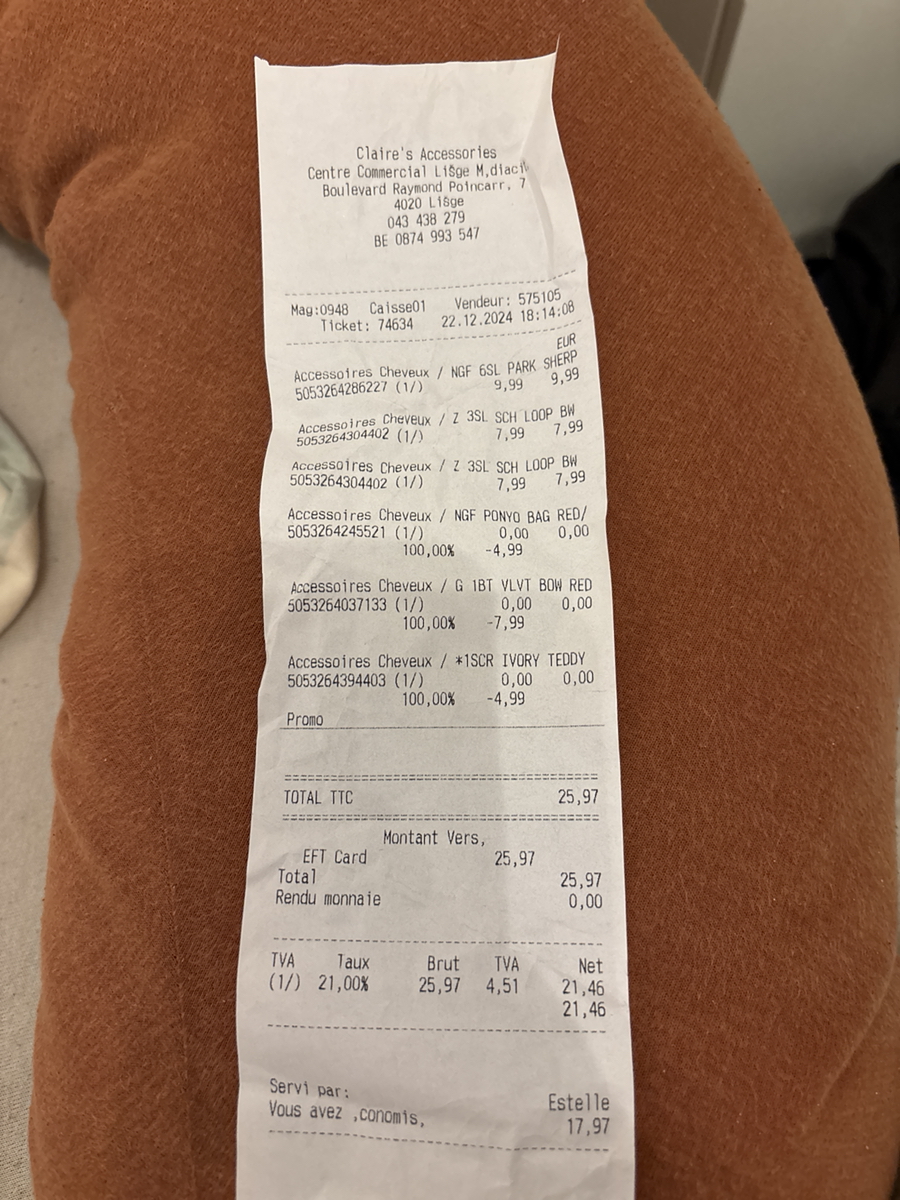 Claire's Accessories
Centre Commercial Liŝge M,diacit
Boulevard Raymond Poincarr, 7
4020 Liŝge
043 438 279
BE 0874 993 547
Mag:0948 Caisse01 Vendeur: 575105
Ticket: 74634 22.12.2024 18:14:08
EUR
Accessoires Cheveux / NGF 6SL PARK SHERP
5053264286227 (1/) 9,99 9,99
Accessoires Cheveux / Z 3SL SCH LOOP BW
5053264304402 (1/) 7,99 7,99
Accessoires Cheveux / Z 3SL SCH LOOP BW
5053264304402 (1/) 7,99 7,99
Accessoires Cheveux / NGF PONYO BAG RED/
5053264245521 (1/) 0,00 0,00
100,00% -4,99
Accessoires Cheveux / G 1BT VLVT BOW RED
5053264037133 (1/) 0,00 0,00
100,00% -7,99
Accessoires Cheveux / *1SCR IVORY TEDDY
5053264394403 (1/) 0,00 0,00
100,00% -4,99
Promo
TOTAL TTC 25,97
Montant Vers,
EFT Card 25,97
Total 25,97
Rendu monnaie 0,00
TVA Taux Brut TVA Net
(1/) 21,00% 25,97 4,51 21,46
21,46
Servi par: Estelle
Vous avez ,conomis, 17,97